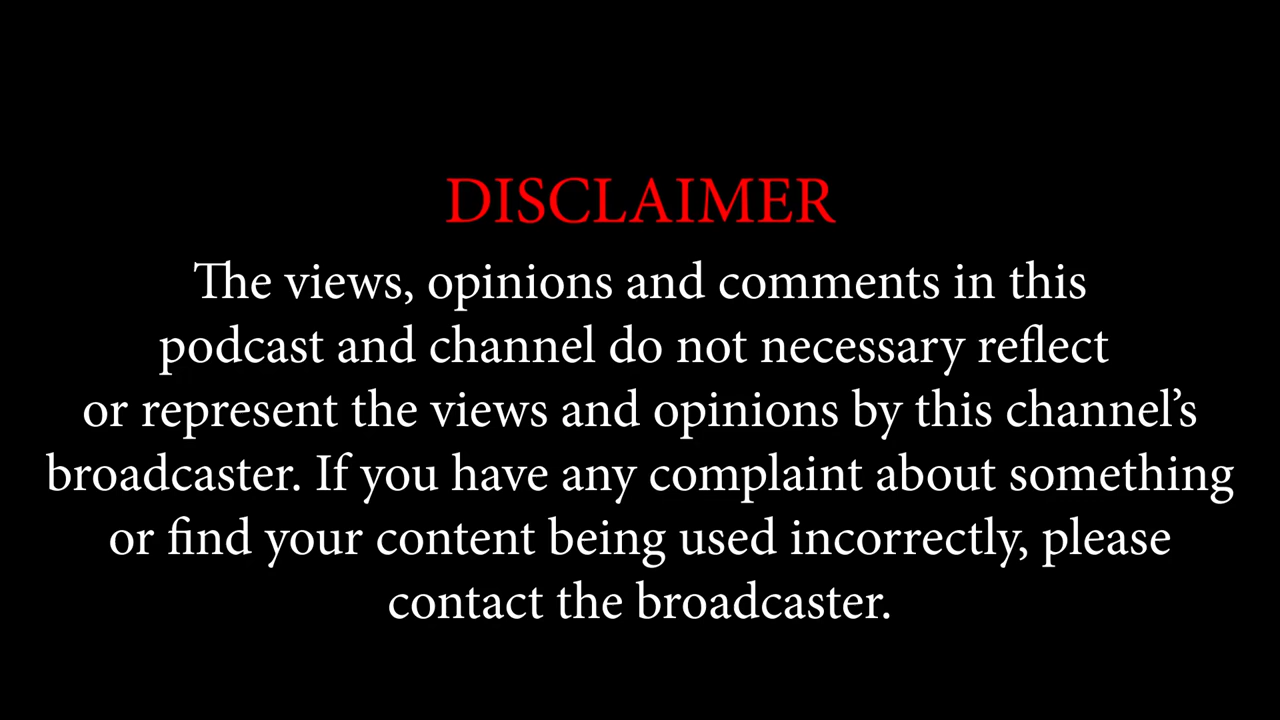 DISCLAIMER
The views, opinions and comments in this
podcast and channel do not necessary reflect
or represent the views and opinions by this channel’s
broadcaster. If you have any complaint about something
or find your content being used incorrectly, please
contact the broadcaster.